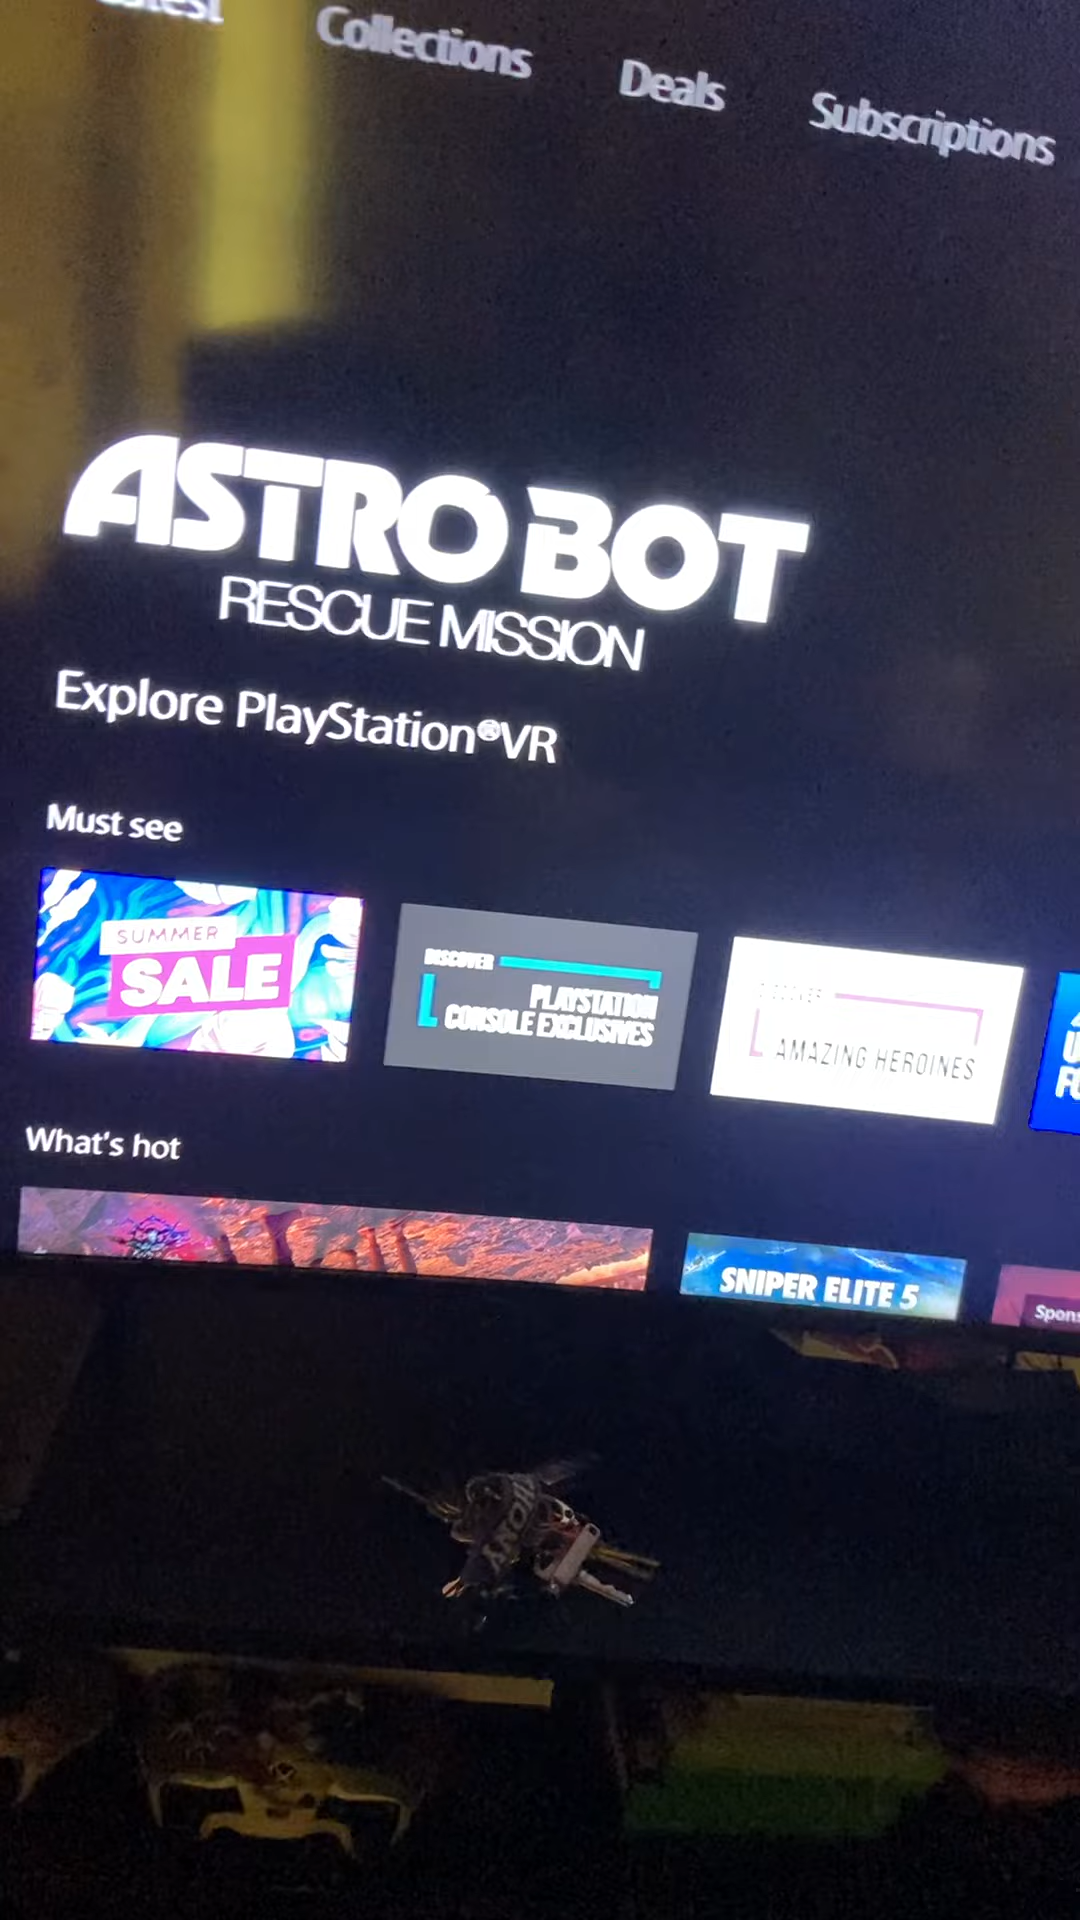 Collections
Deals
Subscriptions
ASTRO BOT
RESCUE MISSION
Explore PlayStation®VR
Must see
SUMMER
SALE
DISCOVER
PLAYSTATION
CONSOLE EXCLUSIVES
DISCOVER
AMAZING HEROINES
What's hot
SNIPER ELITE 5